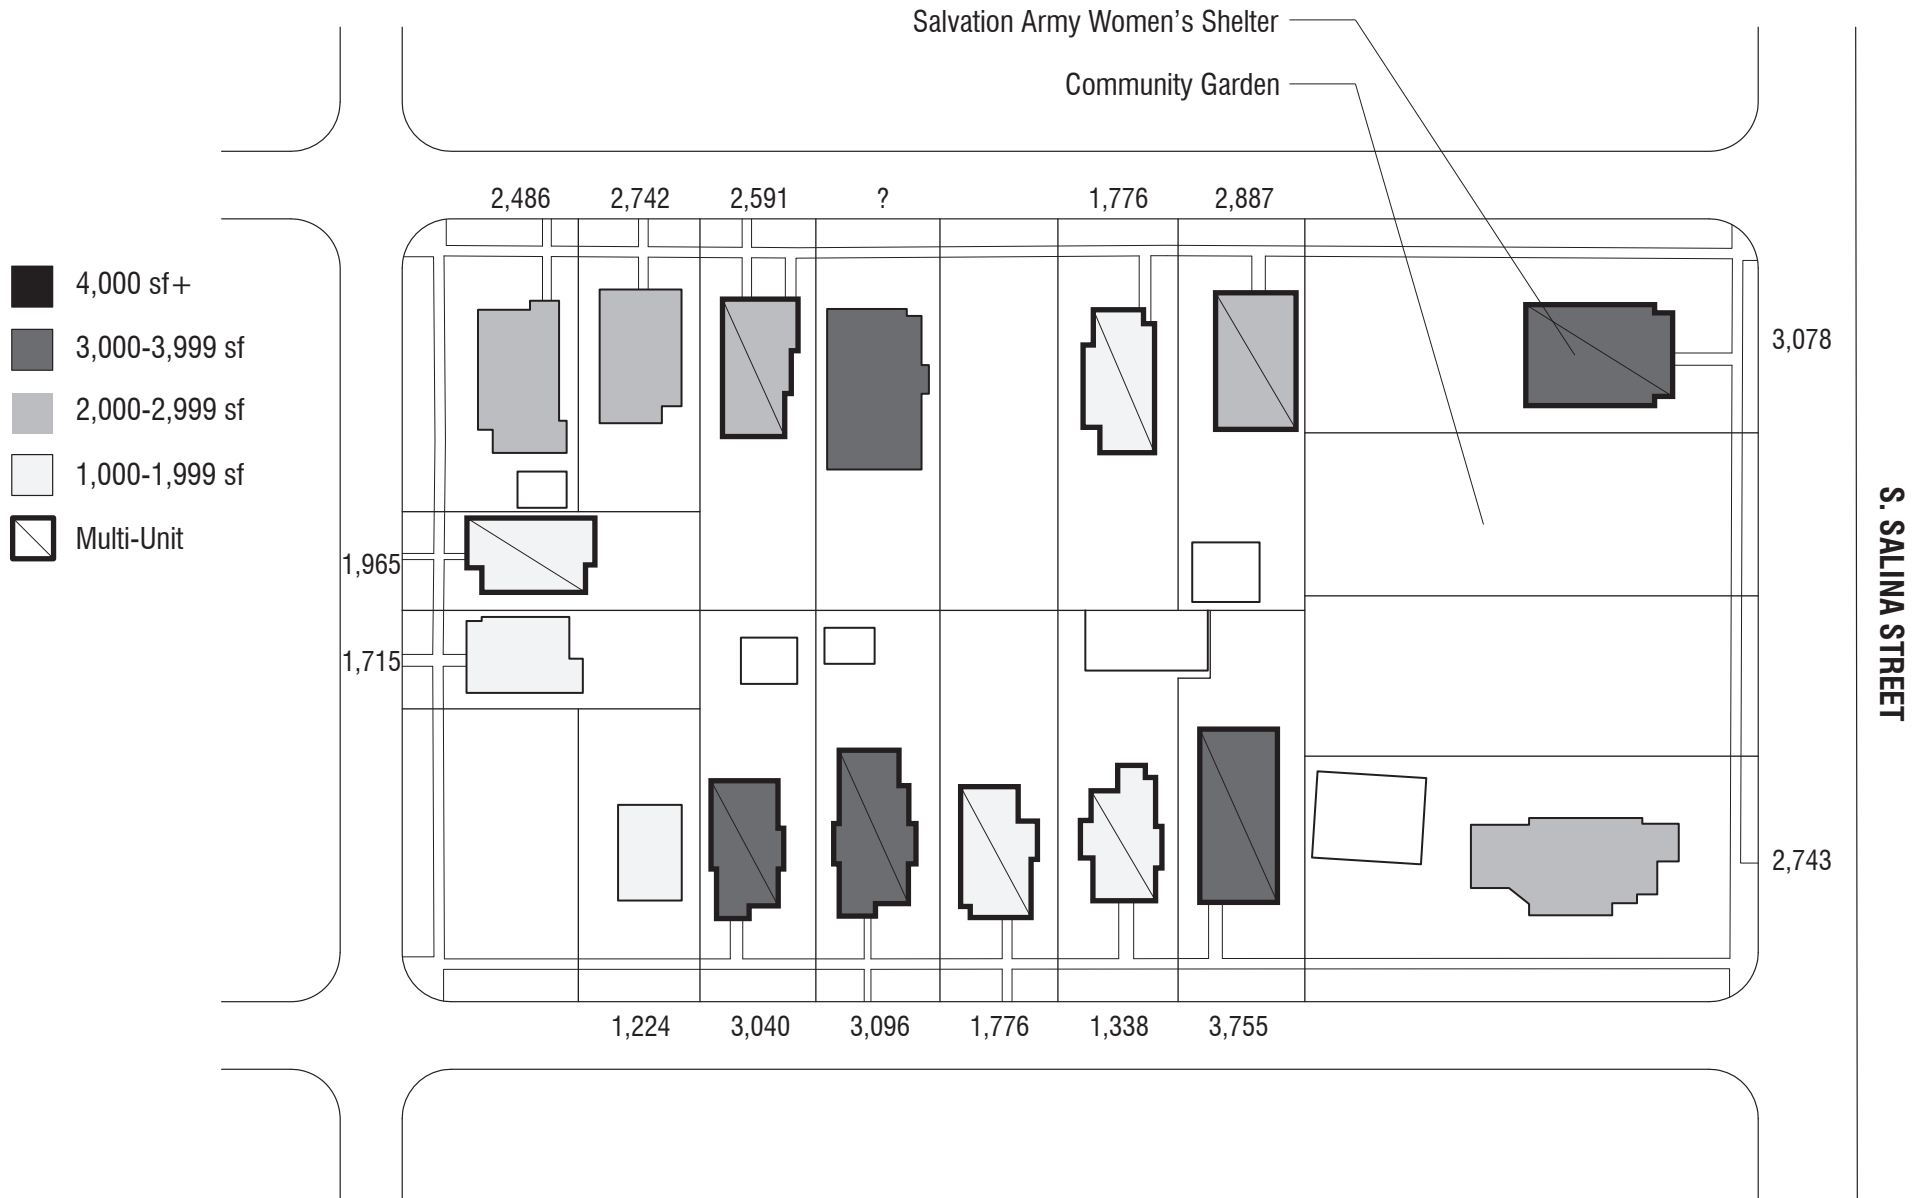 Salvation Army Women’s Shelter
Community Garden
2,486
2,742
2,591
?
1,776
2,887
4,000 sf+
3,000-3,999 sf
2,000-2,999 sf
1,000-1,999 sf
Multi-Unit
3,078
1,965
1,715
S. SALINA STREET
2,743
1,224
3,040
3,096
1,776
1,338
3,755